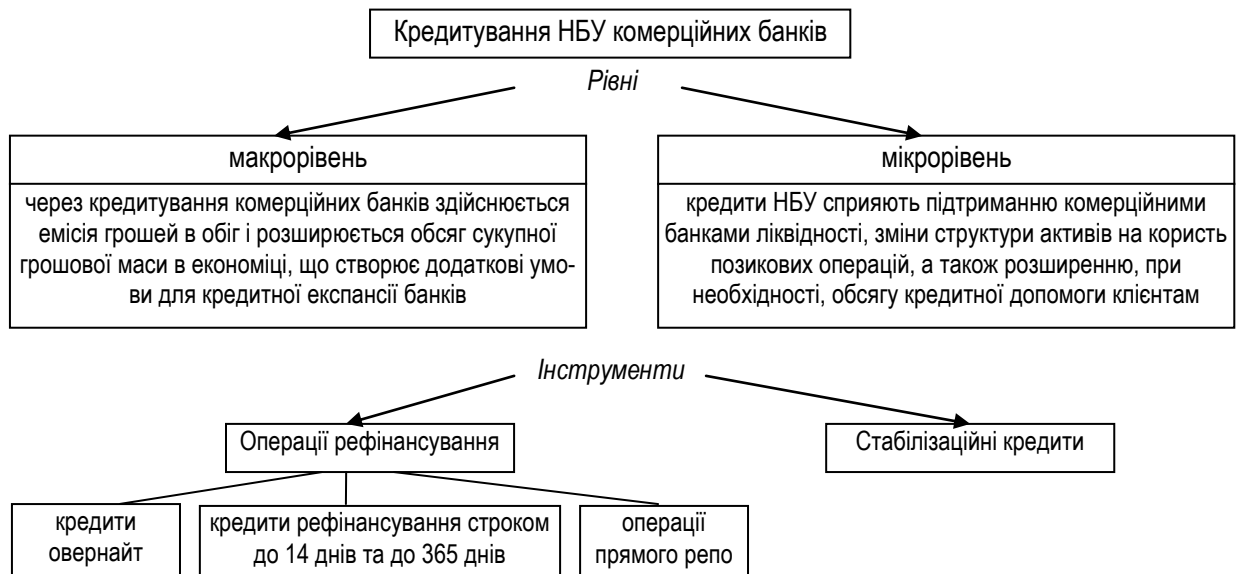 Кредитування НБУ комерційних банків
Рівні
макрорівень
через кредитування комерційних банків здійснюється
емісія грошей в обіг і розширюється обсяг сукупної
грошової маси в економіці, що створює додаткові умо-
ви для кредитної експансії банків
мікрорівень
кредити НБУ сприяють підтриманню комерційними
банками ліквідності, зміни структури активів на користь
позикових операцій, а також розширенню, при
необхідності, обсягу кредитної допомоги клієнтам
Інструменти
Операції рефінансування
Стабілізаційні кредити
кредити
овернайт
кредити рефінансування строком
до 14 днів та до 365 днів
операції
прямого репо